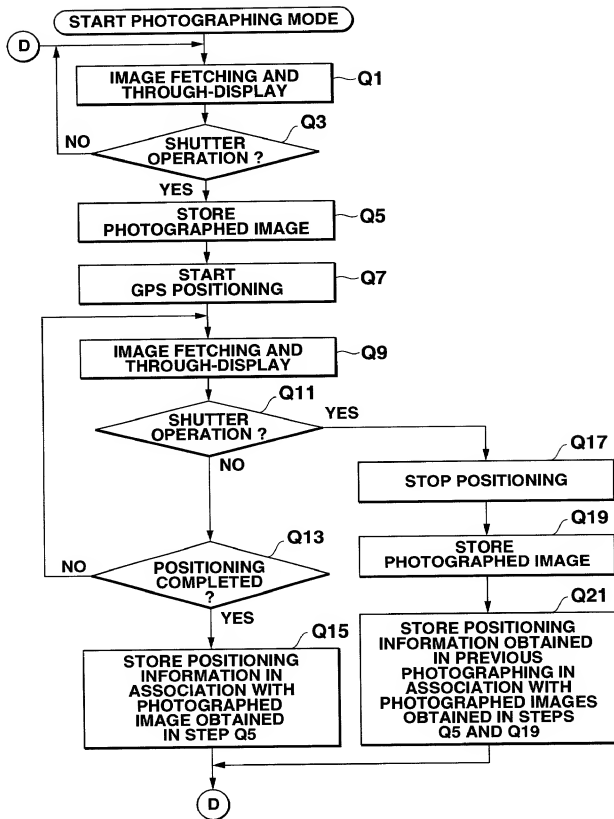 START PHOTOGRAPHING MODE
D
IMAGE FETCHING AND
THROUGH-DISPLAY
Q1
Q3
NO
SHUTTER
OPERATION ?
YES
STORE
PHOTOGRAPHED IMAGE
Q5
START
GPS POSITIONING
Q7
IMAGE FETCHING AND
THROUGH-DISPLAY
Q9
Q11
SHUTTER
OPERATION ?
YES
NO
Q17
STOP POSITIONING
Q19
STORE
PHOTOGRAPHED IMAGE
Q13
NO
POSITIONING
COMPLETED
?
YES
Q15
STORE POSITIONING
INFORMATION IN
ASSOCIATION WITH
PHOTOGRAPHED
IMAGE OBTAINED
IN STEP Q5
Q21
STORE POSITIONING
INFORMATION OBTAINED
IN PREVIOUS
PHOTOGRAPHING IN
ASSOCIATION WITH
PHOTOGRAPHED IMAGES
OBTAINED IN STEPS
Q5 AND Q19
D